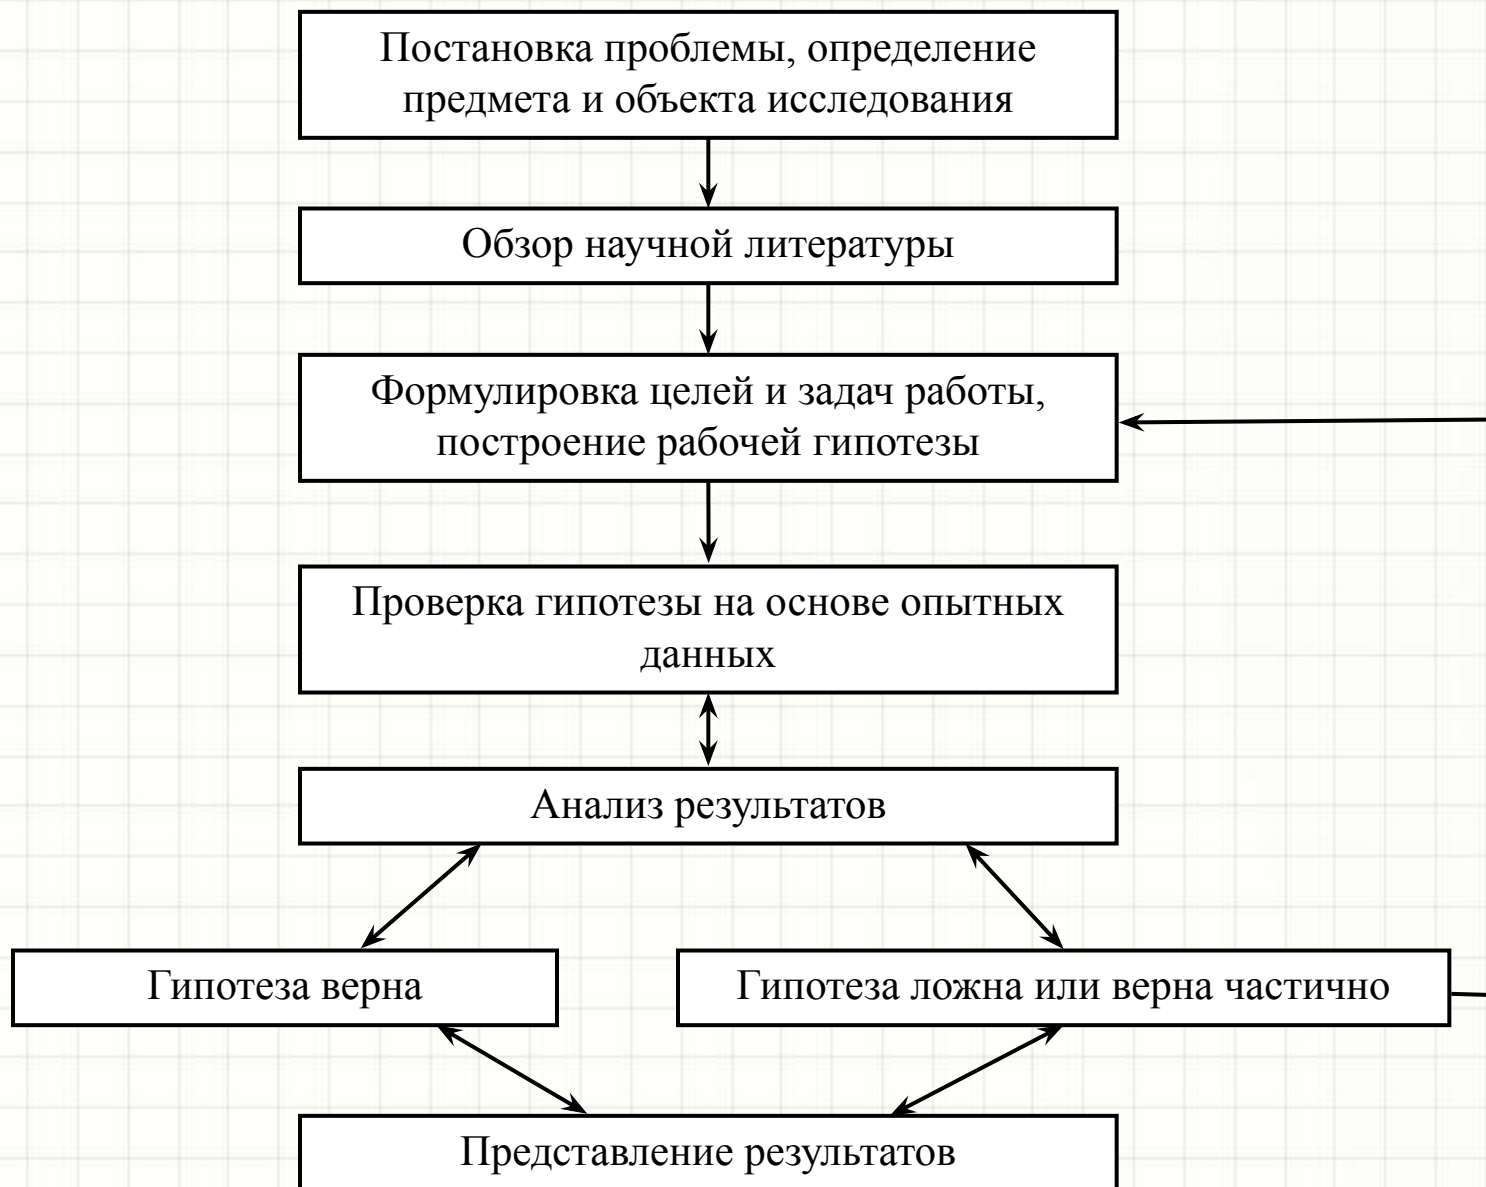 Постановка проблемы, определение
предмета и объекта исследования
Обзор научной литературы
Формулировка целей и задач работы,
построение рабочей гипотезы
Проверка гипотезы на основе опытных
данных
Анализ результатов
Гипотеза верна
Гипотеза ложна или верна частично
Представление результатов